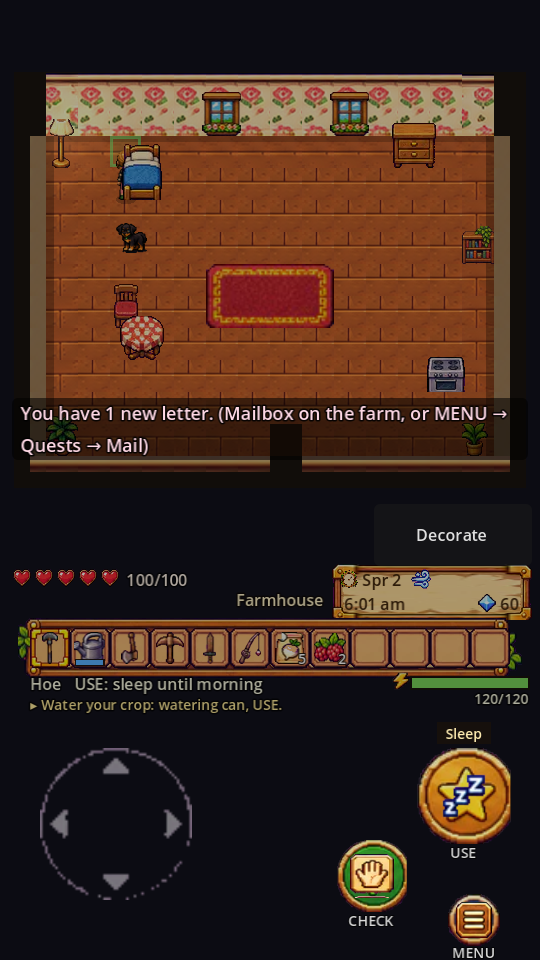 You have 1 new letter. (Mailbox on the farm, or MENU →
Quests → Mail)
Decorate
100/100
Spr 2
Farmhouse
6:01 am
60
5
2
Hoe USE: sleep until morning
120/120
▸ Water your crop: watering can, USE.
Sleep
zzz
USE
CHECK
MENU